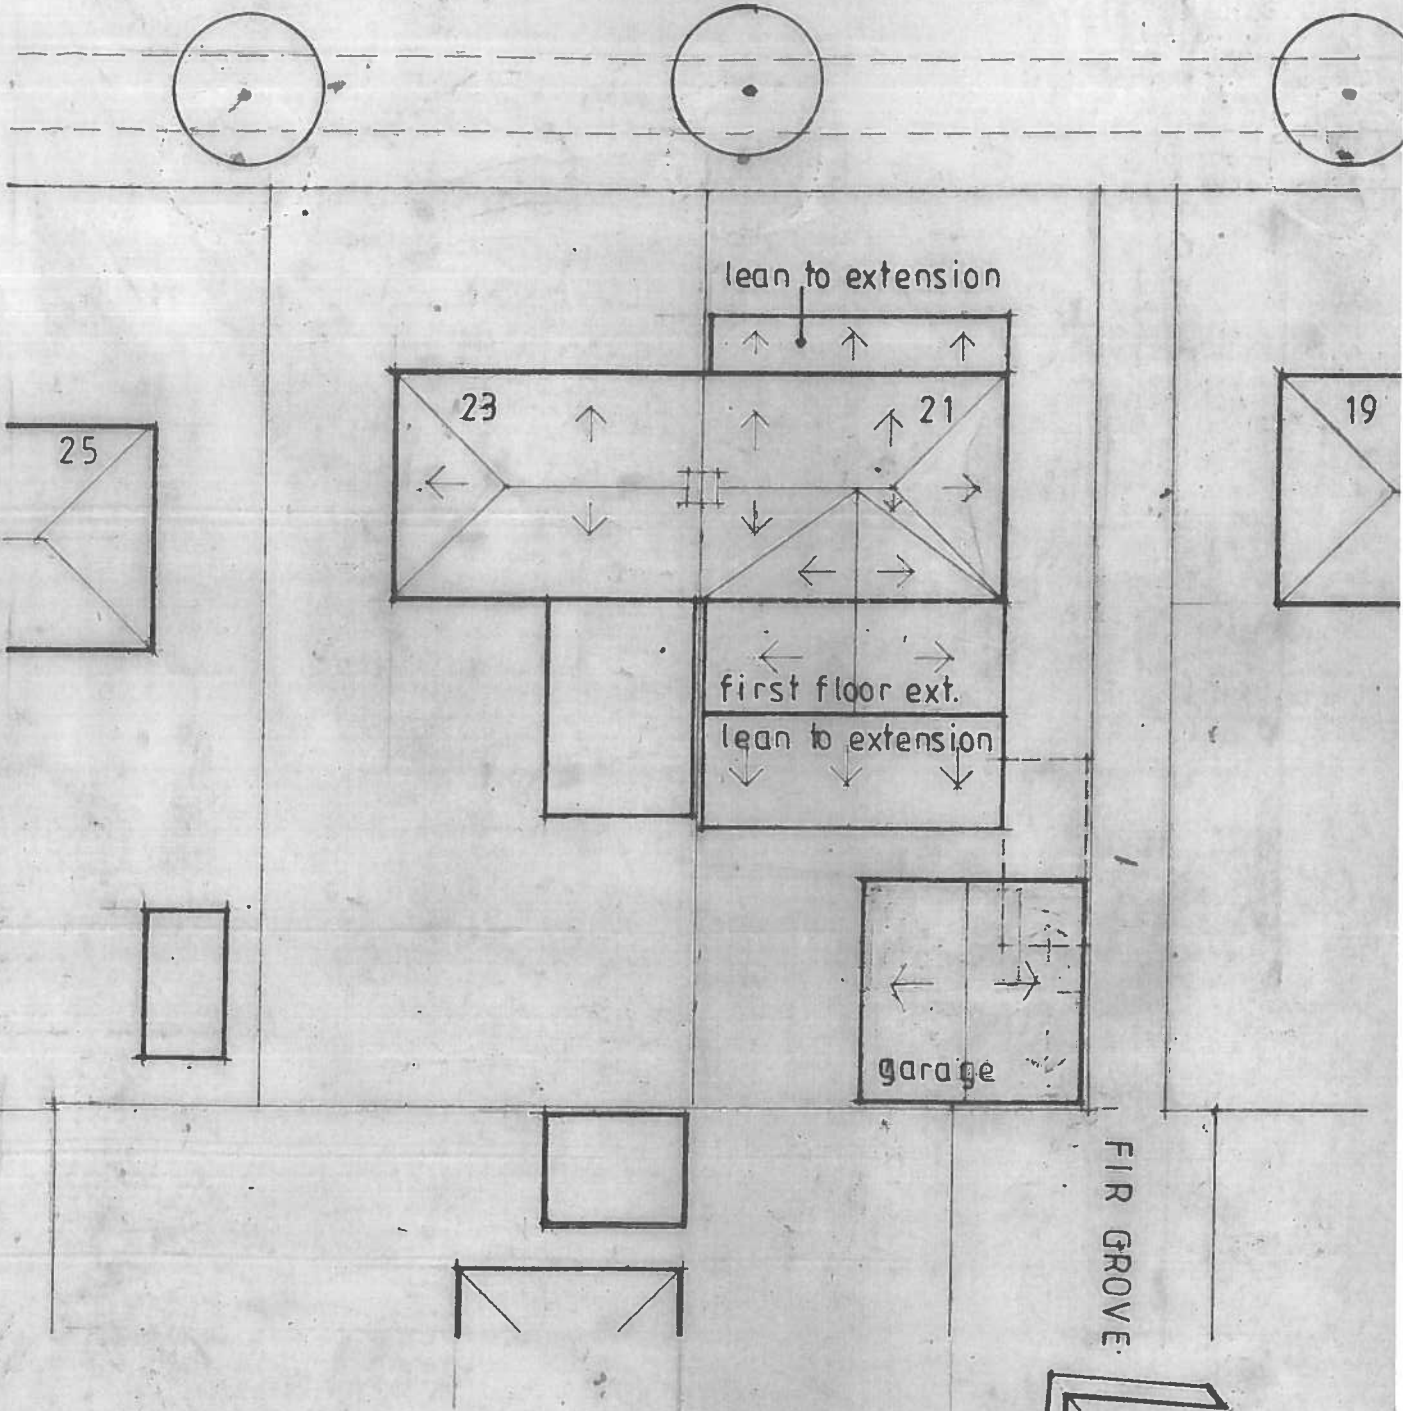 lean to extension
23
21
19
25
first floor ext.
lean to extension
garage
FIR GROVE.